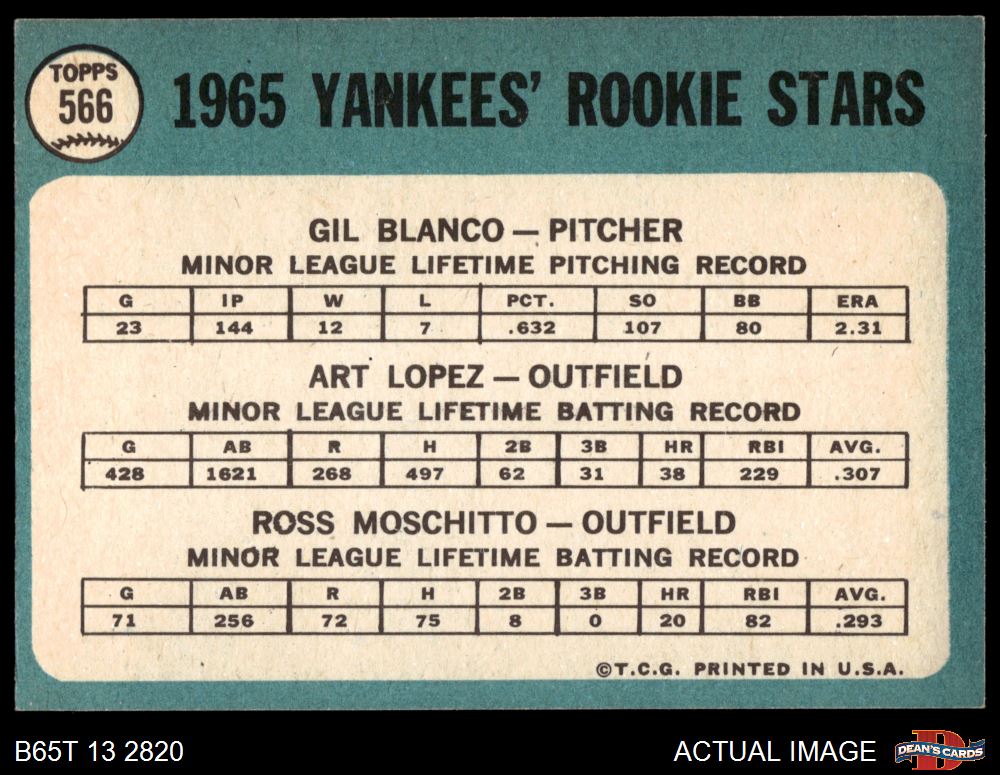 TOPPS
566
1965 YANKEES' ROOKIE STARS
GIL BLANCO — PITCHER
MINOR LEAGUE LIFETIME PITCHING RECORD
G IP W L PCT. SO BB ERA
23 144 12 7 .632 107 80 2.31
ART LOPEZ — OUTFIELD
MINOR LEAGUE LIFETIME BATTING RECORD
G AB R H 2B 3B HR RBI AVG.
428 1621 268 497 62 31 38 229 .307
ROSS MOSCHITTO — OUTFIELD
MINOR LEAGUE LIFETIME BATTING RECORD
G AB R H 2B 3B HR RBI AVG.
71 256 72 75 8 0 20 82 .293
©T.C.G. PRINTED IN U.S.A.
B65T 13 2820
ACTUAL IMAGE
D
DEAN'S CARDS